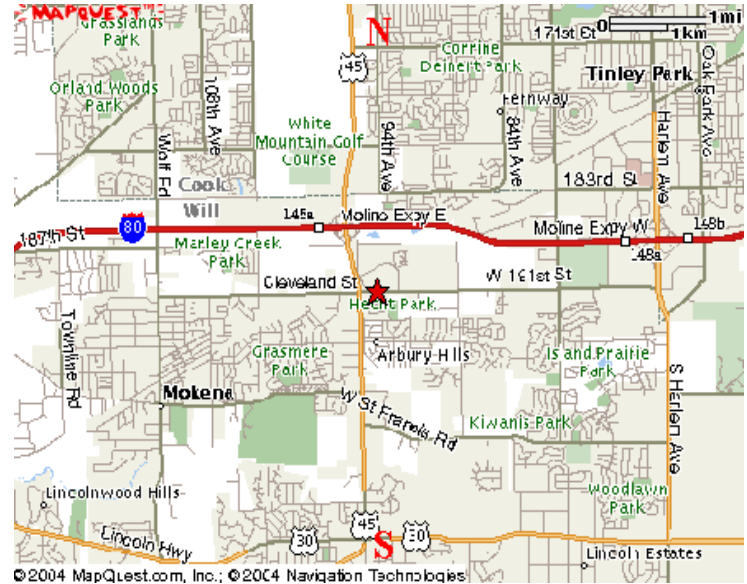 MAPQUEST
Grasslands
Park
N
1mi
1km
171st Ct
45
Corrine
Deinert Park
Tinley Park
Oak Park Avo
Orland Woods
Park
108th Ave
Fernway
White
Mountain Golf
Course
94th Ave
84th Ave
Harlem Ave
Wolf Rd
Cook
Will
183rd St
187th St
80
145a
Moline Expy E
Moline Expy W
148b
148a
Marley Creek
Park
Cleveland St
W 191st St
Hecht Park
Townline Rd
Grasmere
Park
Arbury Hills
Island Prairie
Park
Mokena
W St Francis Rd
Kiwanis Park
S Harlem Ave
Lincolnwood Hills
Woodlawn
Park
Lincoln Hwy
30
45
S
30
Lincoln Estates
©2004 MapQuest.com, Inc.; ©2004 Navigation Technologies